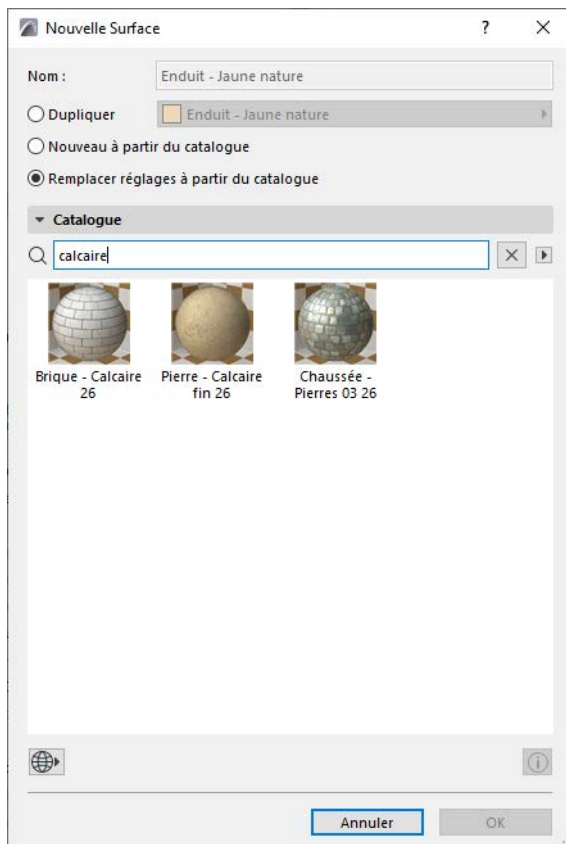 Nouvelle Surface
?
Nom :
Enduit - Jaune nature
Dupliquer
Enduit - Jaune nature
Nouveau à partir du catalogue
Remplacer réglages à partir du catalogue
Catalogue
calcaire
Brique - Calcaire
26
Pierre - Calcaire
fin 26
Chaussée -
Pierres 03 26
Annuler
OK